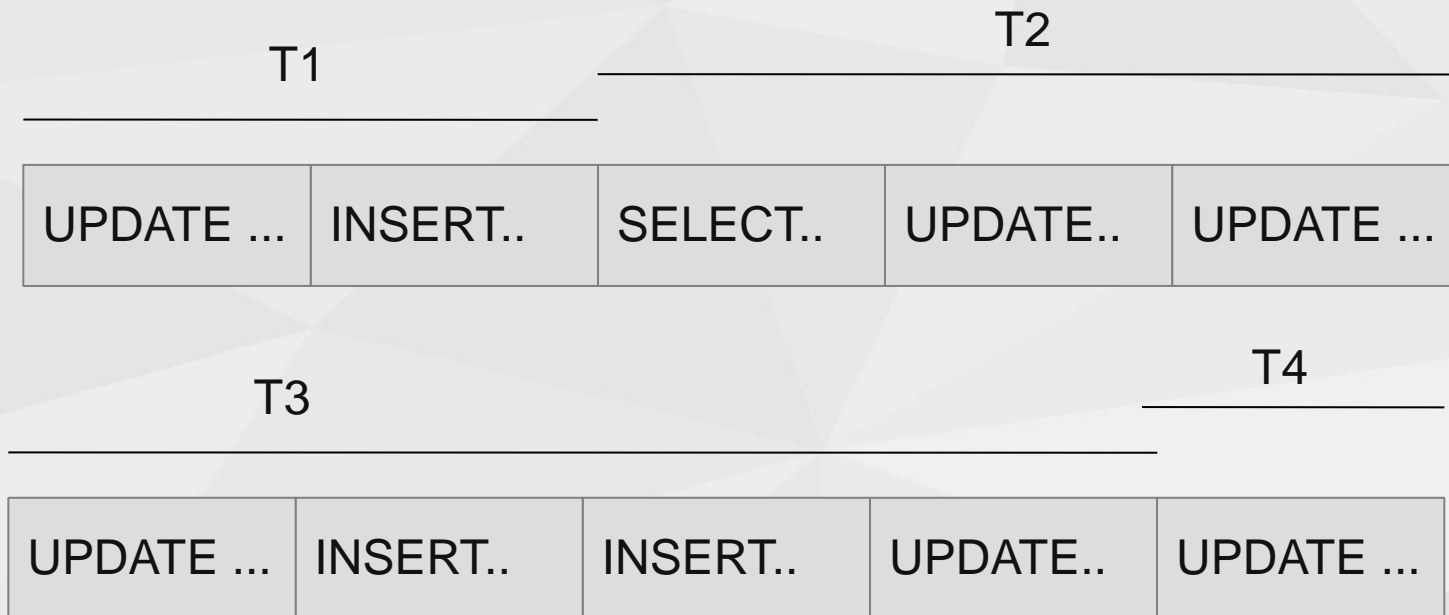 T1
T2
UPDATE ... INSERT.. SELECT.. UPDATE.. UPDATE ...
T3
T4
UPDATE ... INSERT.. INSERT.. UPDATE.. UPDATE ...